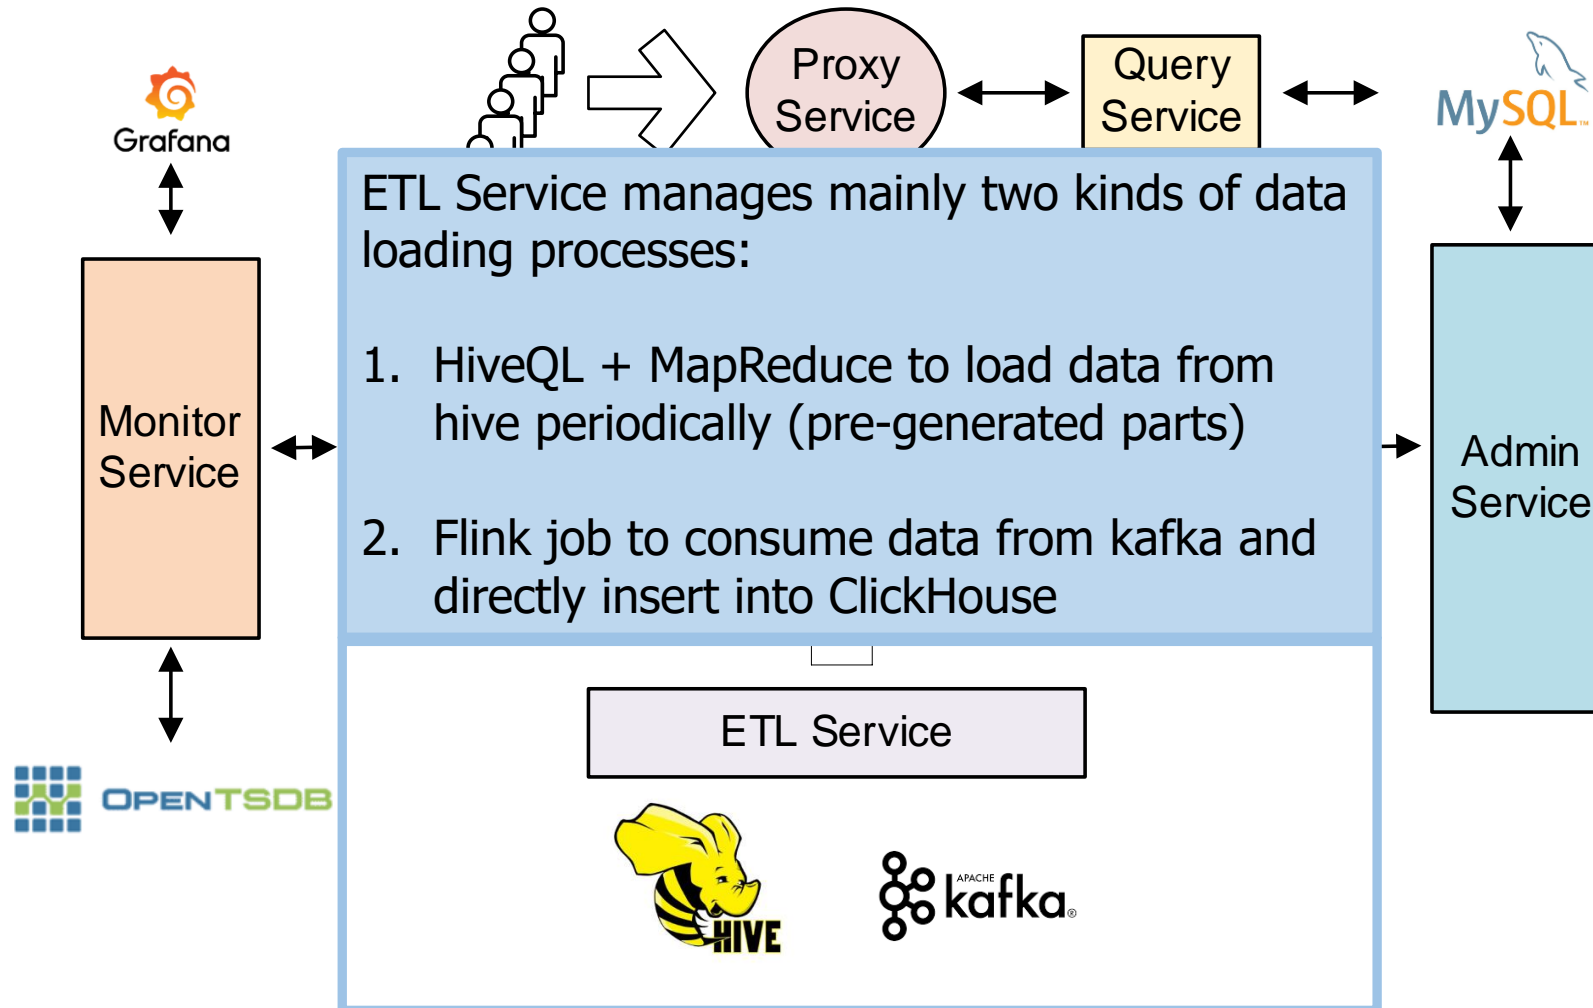 Proxy
Service
Query
Service
MySQL™
Grafana
ETL Service manages mainly two kinds of data
loading processes:
1. HiveQL + MapReduce to load data from
hive periodically (pre-generated parts)
2. Flink job to consume data from kafka and
directly insert into ClickHouse
Monitor
Service
Admin
Service
ETL Service
OPENTSDB
HIVE
APACHE
kafka®